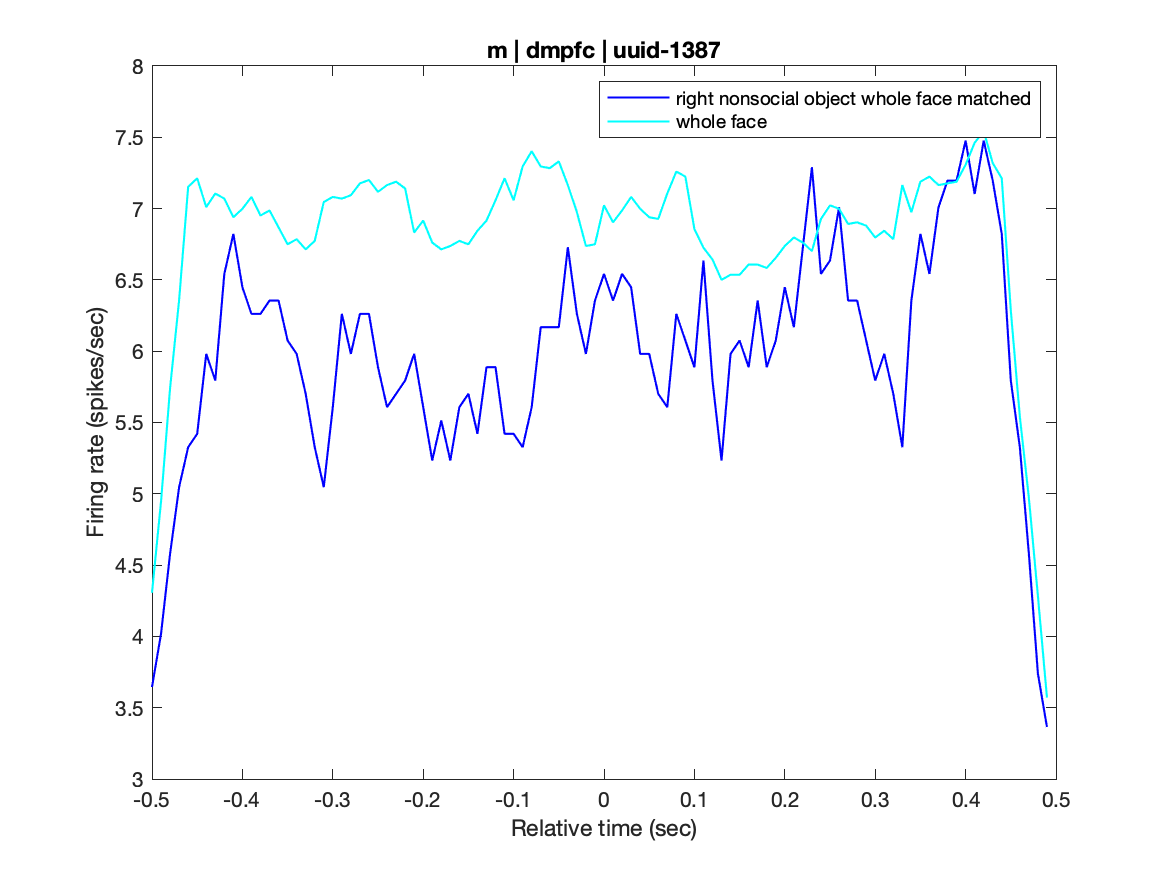 m | dmpfc | uuid-1387
right nonsocial object whole face matched
whole face
8
7.5
7
6.5
6
5.5
5
4.5
4
3.5
3
Firing rate (spikes/sec)
-0.5 -0.4 -0.3 -0.2 -0.1 0 0.1 0.2 0.3 0.4 0.5
Relative time (sec)